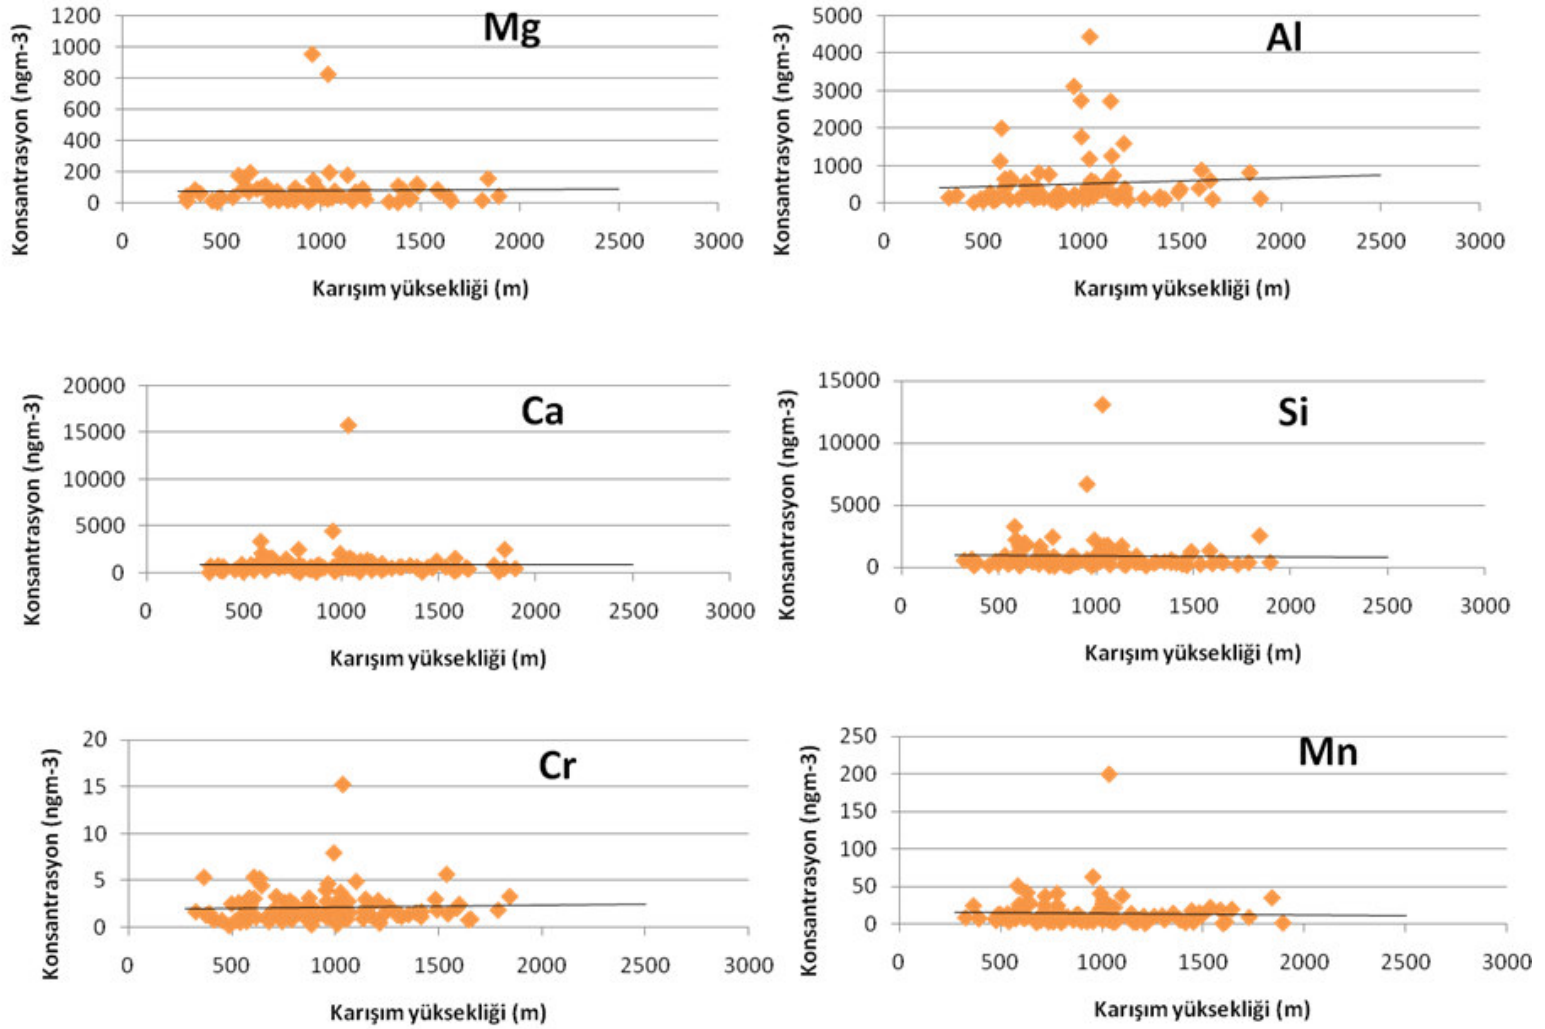 Mg
Konsantrasyon (ngm-3)
1200
1000
800
600
400
200
0
0 500 1000 1500 2000 2500 3000
Karışım yüksekliği (m)
Al
Konsantrasyon (ngm-3)
5000
4000
3000
2000
1000
0
0 500 1000 1500 2000 2500 3000
Karışım yüksekliği (m)
Ca
Konsantrasyon (ngm-3)
20000
15000
10000
5000
0
0 500 1000 1500 2000 2500 3000
Karışım yüksekliği (m)
Si
Konsantrasyon (ngm-3)
15000
10000
5000
0
0 500 1000 1500 2000 2500 3000
Karışım yüksekliği (m)
Cr
Konsantrasyon (ngm-3)
20
15
10
5
0
0 500 1000 1500 2000 2500 3000
Karışım yüksekliği (m)
Mn
Konsantrasyon (ngm-3)
250
200
150
100
50
0
0 500 1000 1500 2000 2500 3000
Karışım yüksekliği (m)